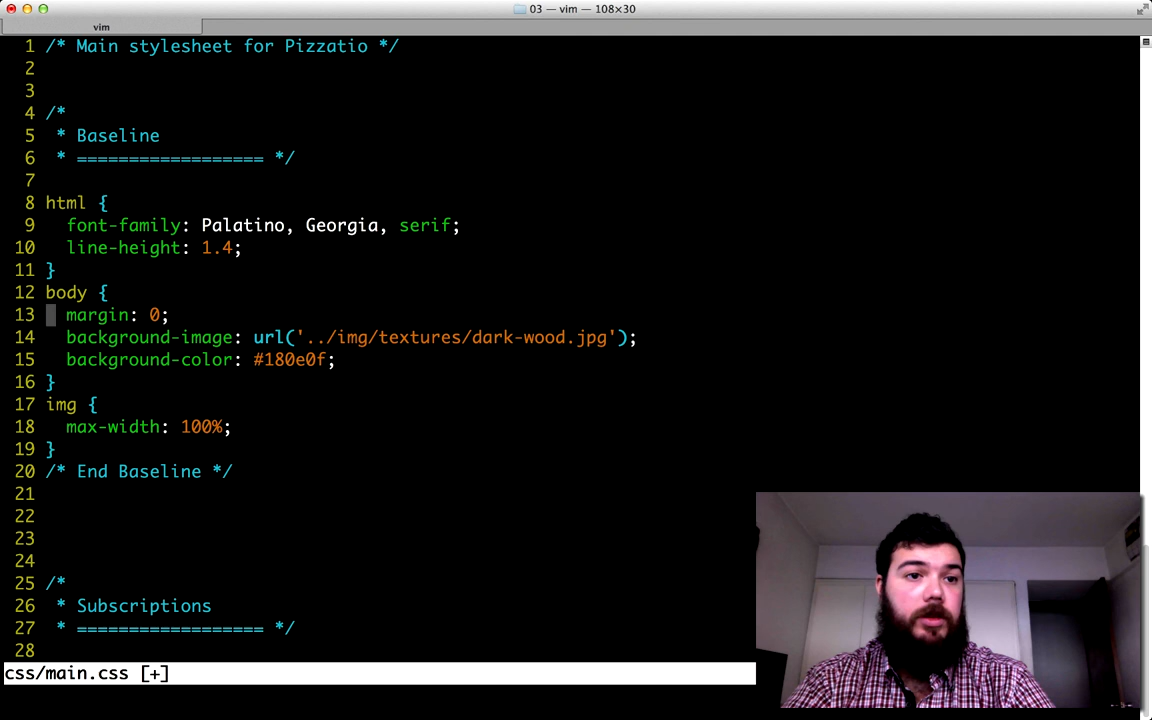 03 — vim — 108×30
vim
1 /* Main stylesheet for Pizzatio */
2
3
4 /*
5  * Baseline
6  * ================== */
7
8 html {
9   font-family: Palatino, Georgia, serif;
10   line-height: 1.4;
11 }
12 body {
13   margin: 0;
14   background-image: url('../img/textures/dark-wood.jpg');
15   background-color: #180e0f;
16 }
17 img {
18   max-width: 100%;
19 }
20 /* End Baseline */
21
22
23
24
25 /*
26  * Subscriptions
27  * ================== */
28
css/main.css [+]